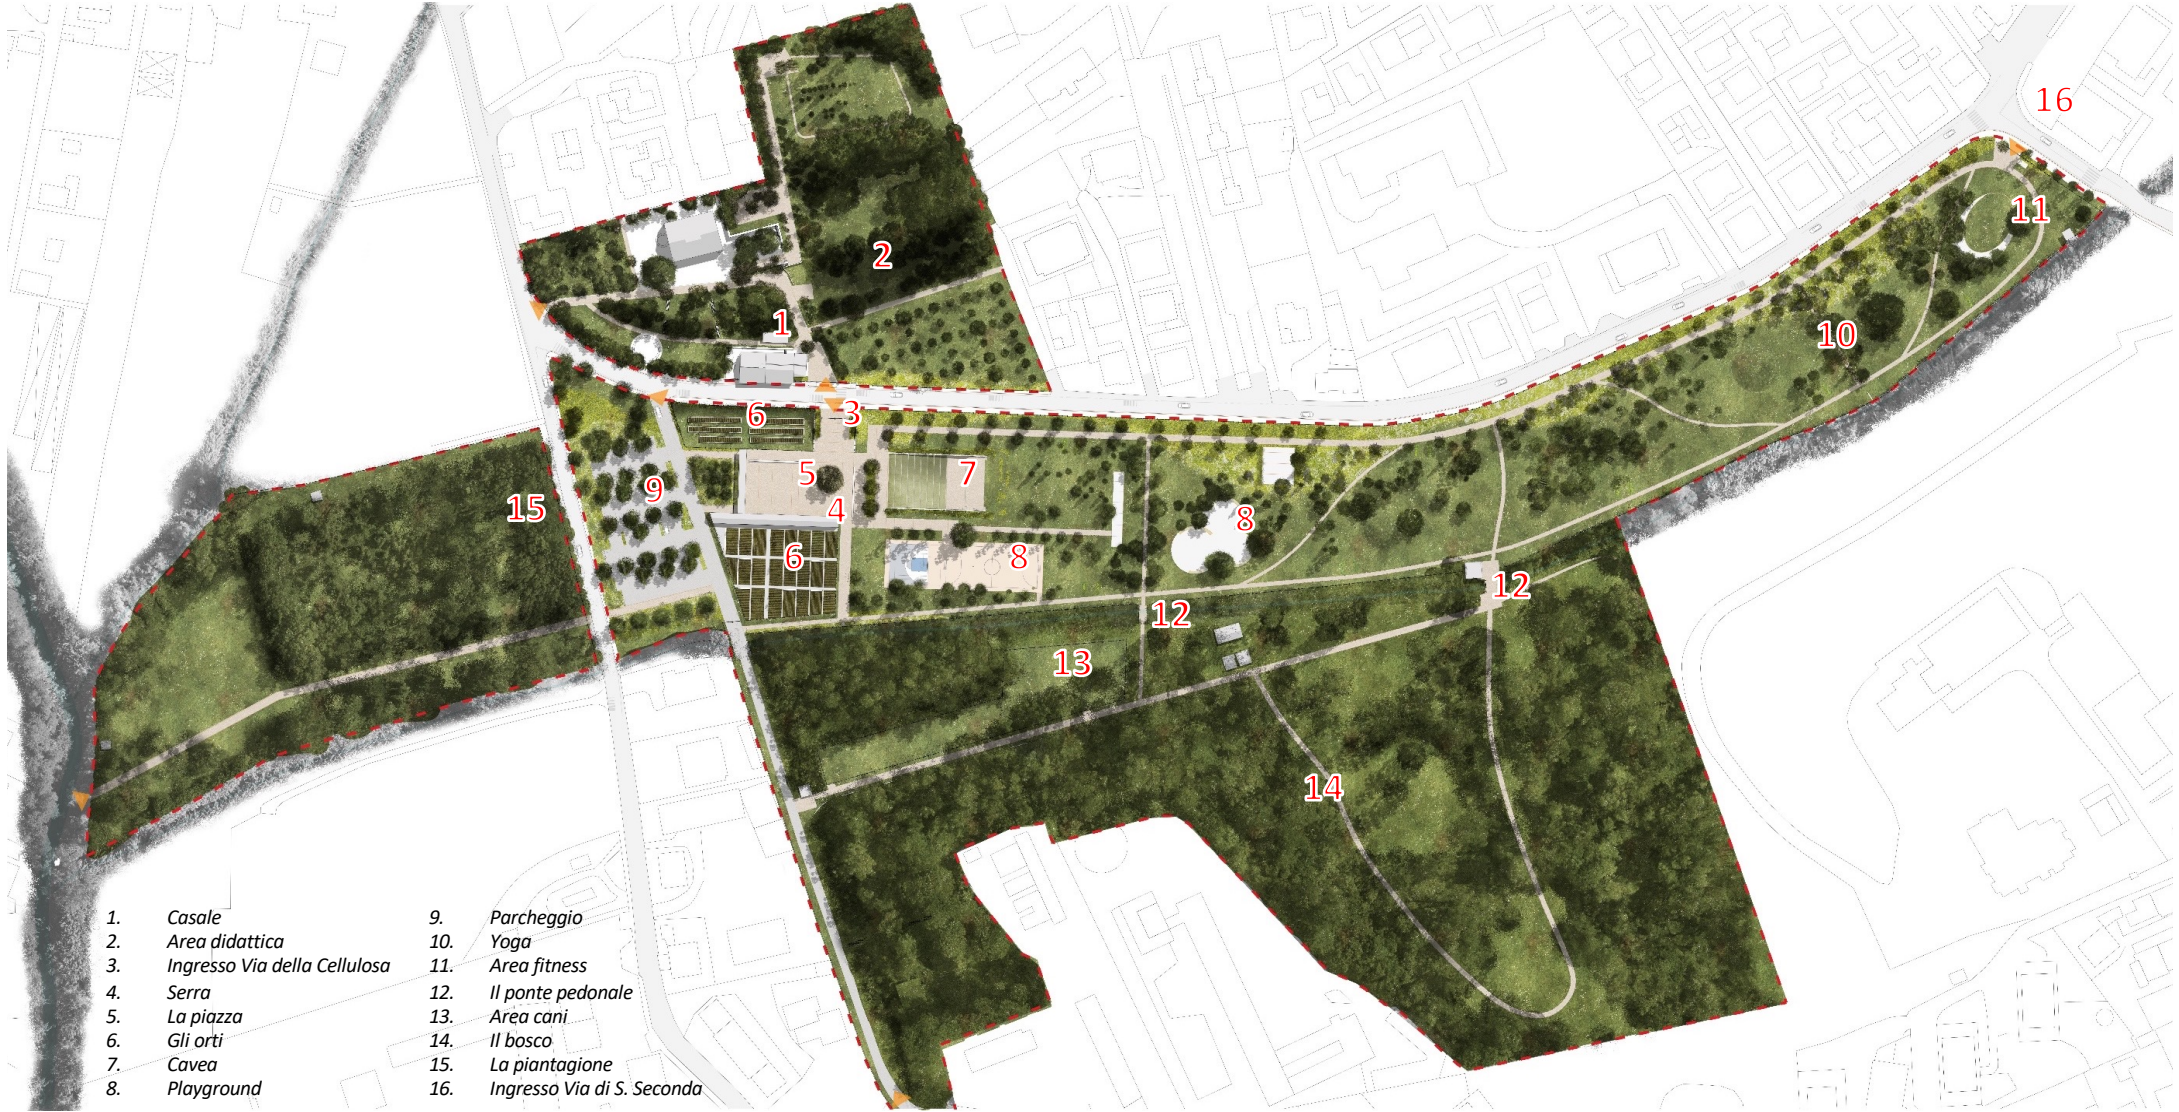 16
11
2
10
1
6
3
5
7
9
15
4
8
6
8
12
12
13
14
1. Casale
2. Area didattica
3. Ingresso Via della Cellulosa
4. Serra
5. La piazza
6. Gli orti
7. Cavea
8. Playground
9. Parcheggio
10. Yoga
11. Area fitness
12. Il ponte pedonale
13. Area cani
14. Il bosco
15. La piantagione
16. Ingresso Via di S. Seconda